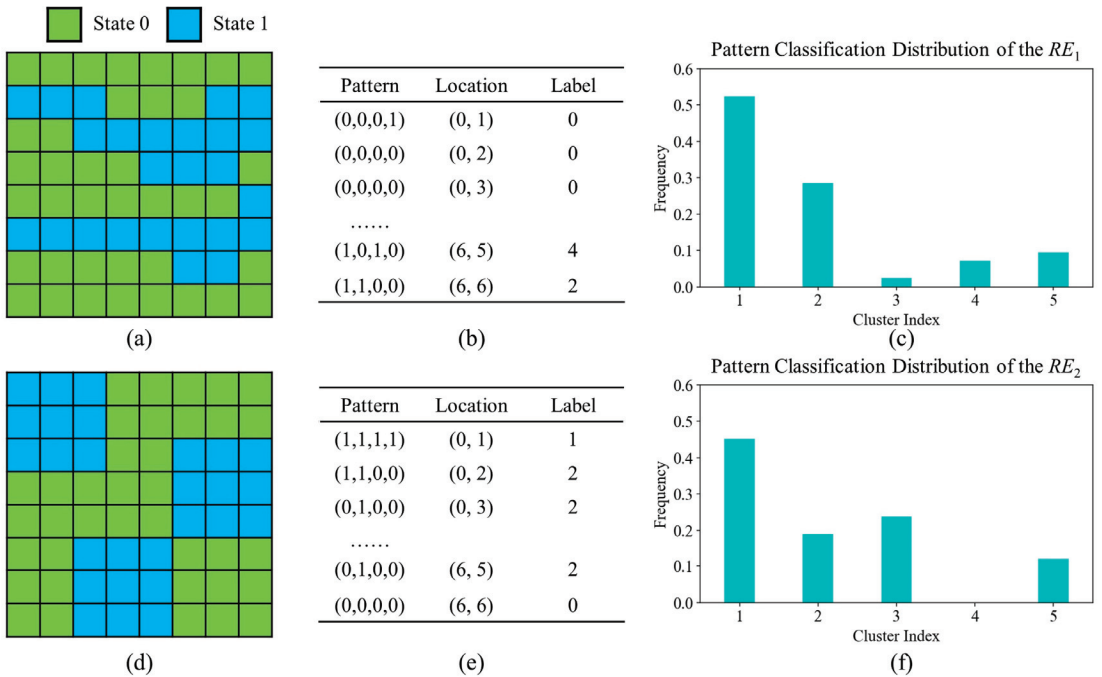 State 0 State 1
Pattern Location Label
(0,0,0,1) (0, 1) 0
(0,0,0,0) (0, 2) 0
(0,0,0,0) (0, 3) 0
……
(1,0,1,0) (6, 5) 4
(1,1,0,0) (6, 6) 2
Pattern Classification Distribution of the RE1
0.6
0.5
0.4
0.3
0.2
0.1
0.0
Frequency
1 2 3 4 5
Cluster Index
(a) (b) (c)
Pattern Location Label
(1,1,1,1) (0, 1) 1
(1,1,0,0) (0, 2) 2
(0,1,0,0) (0, 3) 2
……
(0,1,0,0) (6, 5) 2
(0,0,0,0) (6, 6) 0
Pattern Classification Distribution of the RE2
0.6
0.5
0.4
0.3
0.2
0.1
0.0
Frequency
1 2 3 4 5
Cluster Index
(d) (e) (f)